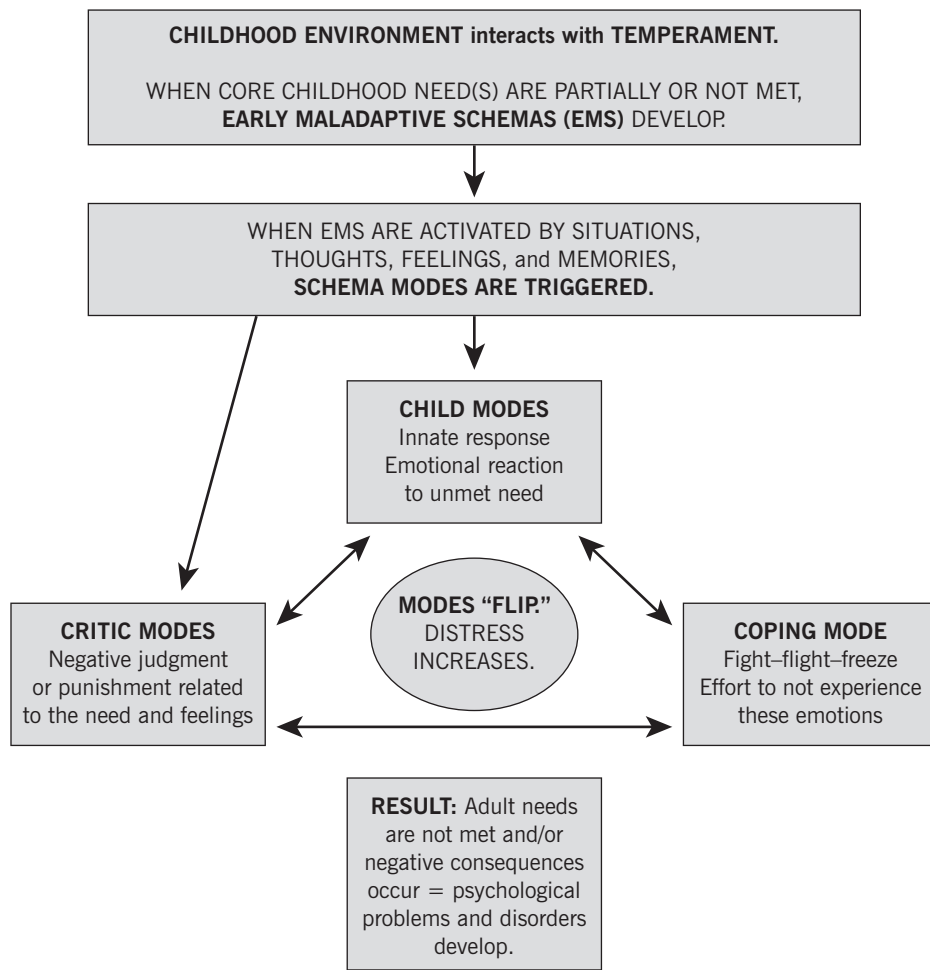 CHILDHOOD ENVIRONMENT interacts with TEMPERAMENT.
WHEN CORE CHILDHOOD NEED(S) ARE PARTIALLY OR NOT MET,
EARLY MALADAPTIVE SCHEMAS (EMS) DEVELOP.
WHEN EMS ARE ACTIVATED BY SITUATIONS,
THOUGHTS, FEELINGS, and MEMORIES,
SCHEMA MODES ARE TRIGGERED.
CHILD MODES
Innate response
Emotional reaction
to unmet need
CRITIC MODES
Negative judgment
or punishment related
to the need and feelings
MODES “FLIP.”
DISTRESS
INCREASES.
COPING MODE
Fight–flight–freeze
Effort to not experience
these emotions
RESULT: Adult needs
are not met and/or
negative consequences
occur = psychological
problems and disorders
develop.